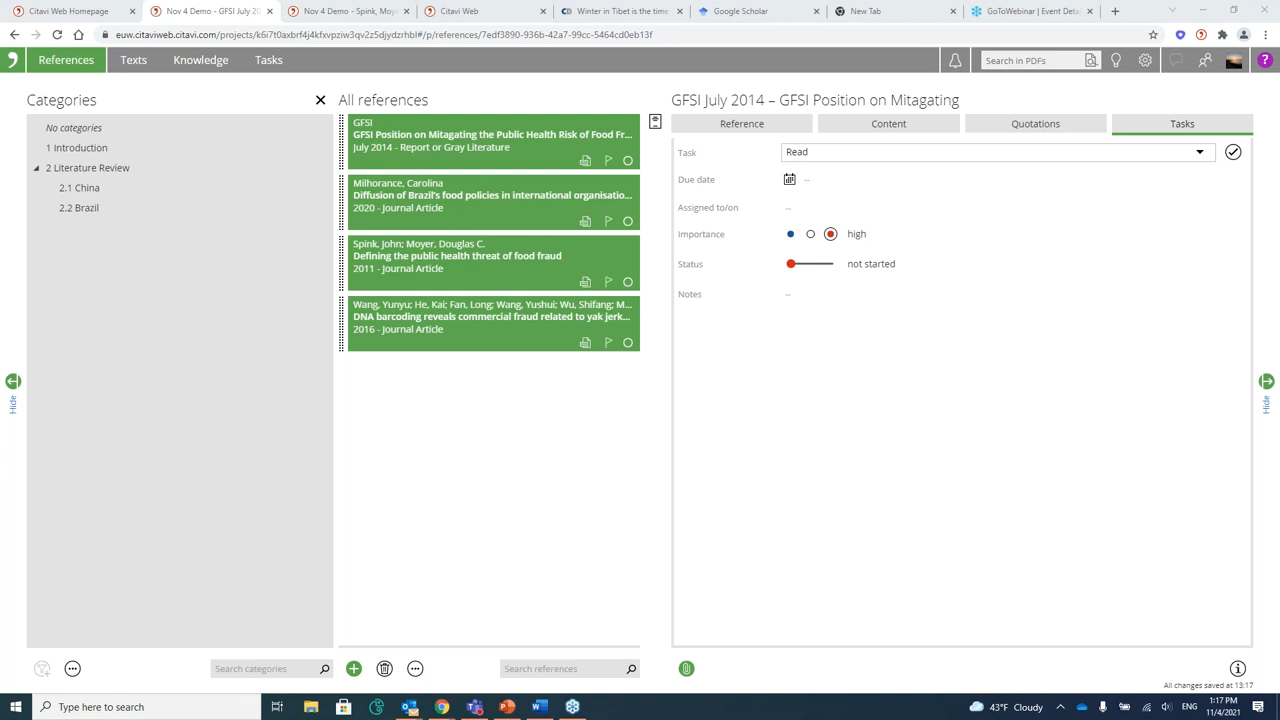 Citavi Web Homepage
Nov 4 Demo - GFSI July 20
Nov 4 Demo - Spink, Moye
Citavi Web
Winter in Tibet is the time
Google Scholar
New Tab
GoToWebinar | Event Deta
euw.citaviweb.citavi.com/projects/k6i7t0axbrf4j4kfxvpziw3qv2z5djydzrhbl#/p/references/7edf3890-936b-42a7-99cc-5464cd0eb13f
References
Texts
Knowledge
Tasks
Search in PDFs
Categories
All references
GFSI July 2014 – GFSI Position on Mitagating
No categories
1 Introduction
2 Literature Review
2.1 China
2.2 Brazil
GFSI
GFSI Position on Mitagating the Public Health Risk of Food Fr...
July 2014 - Report or Gray Literature
Milhorance, Carolina
Diffusion of Brazil's food policies in international organisatio...
2020 - Journal Article
Spink, John; Moyer, Douglas C.
Defining the public health threat of food fraud
2011 - Journal Article
Wang, Yunyu; He, Kai; Fan, Long; Wang, Yushui; Wu, Shifang; M...
DNA barcoding reveals commercial fraud related to yak jerk...
2016 - Journal Article
Reference
Content
Quotations
Tasks
Task
Read
Due date
--
Assigned to/on
--
Importance
high
Status
not started
Notes
--
Hide
Hide
Search categories
Search references
All changes saved at 13:17
Type here to search
43°F Cloudy
ENG
1:17 PM
11/4/2021